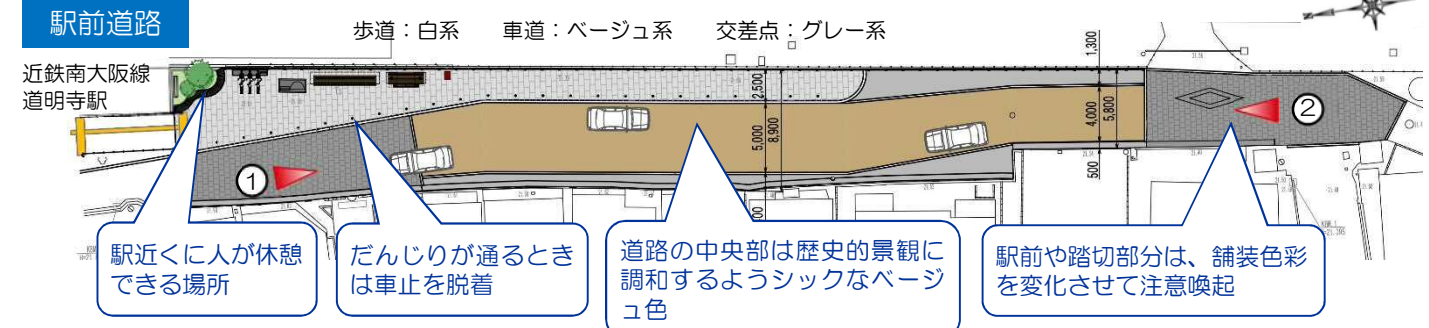 駅前道路
歩道：白系　車道：ベージュ系　交差点：グレー系
近鉄南大阪線
道明寺駅
1,300
2,500
5,000
8,900
4,000
5,800
500
①
②
駅近くに人が休憩
できる場所
だんじりが通るとき
は車止を脱着
道路の中央部は歴史的景観に
調和するようシックなベージ
ュ色
駅前や踏切部分は、舗装色彩
を変化させて注意喚起